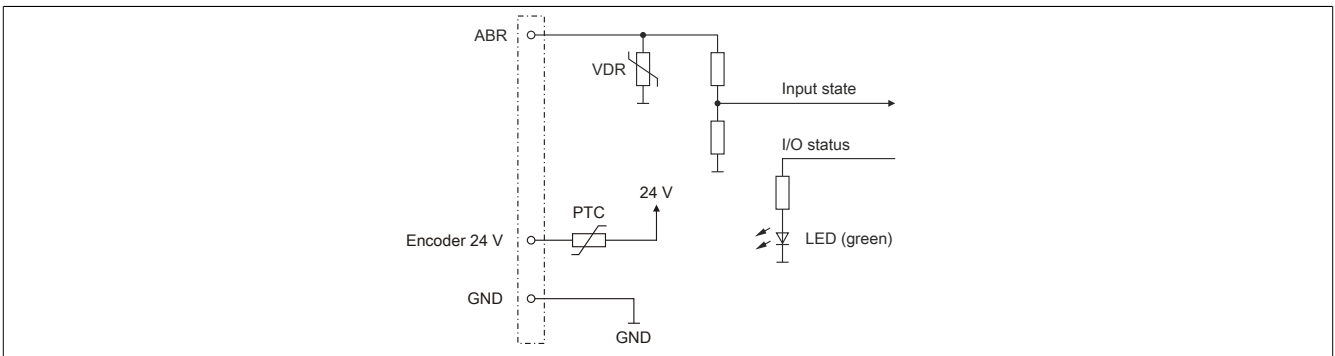 ABR
VDR
Input state
I/O status
24 V
PTC
Encoder 24 V
LED (green)
GND
GND